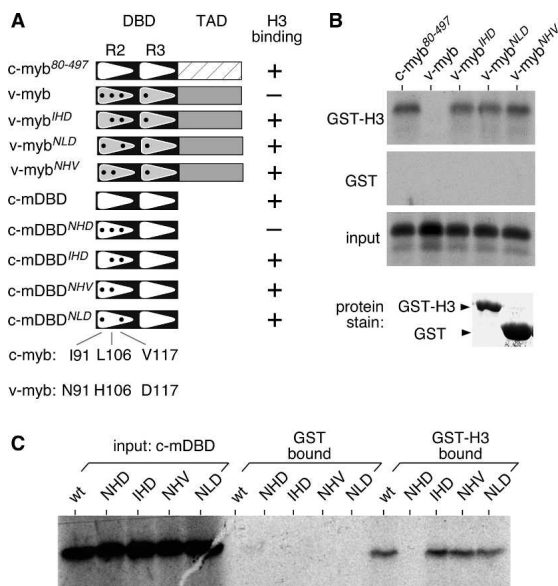 A
DBD TAD H3 binding
R2 R3
c-myb80-497 +
v-myb −
v-mybIHD +
v-mybNLD +
v-mybNHV +
c-mDBD +
c-mDBDNHD −
c-mDBDIHD +
c-mDBDNHV +
c-mDBDNLD +
c-myb: I91 L106 V117
v-myb: N91 H106 D117
B
c-myb80-497 v-myb v-mybIHD v-mybNLD v-mybNHV
GST-H3
GST
input
protein stain:
GST-H3
GST
C
input: c-mDBD GST bound GST-H3 bound
wt NHD IHD NHV NLD wt NHD IHD NHV NLD wt NHD IHD NHV NLD